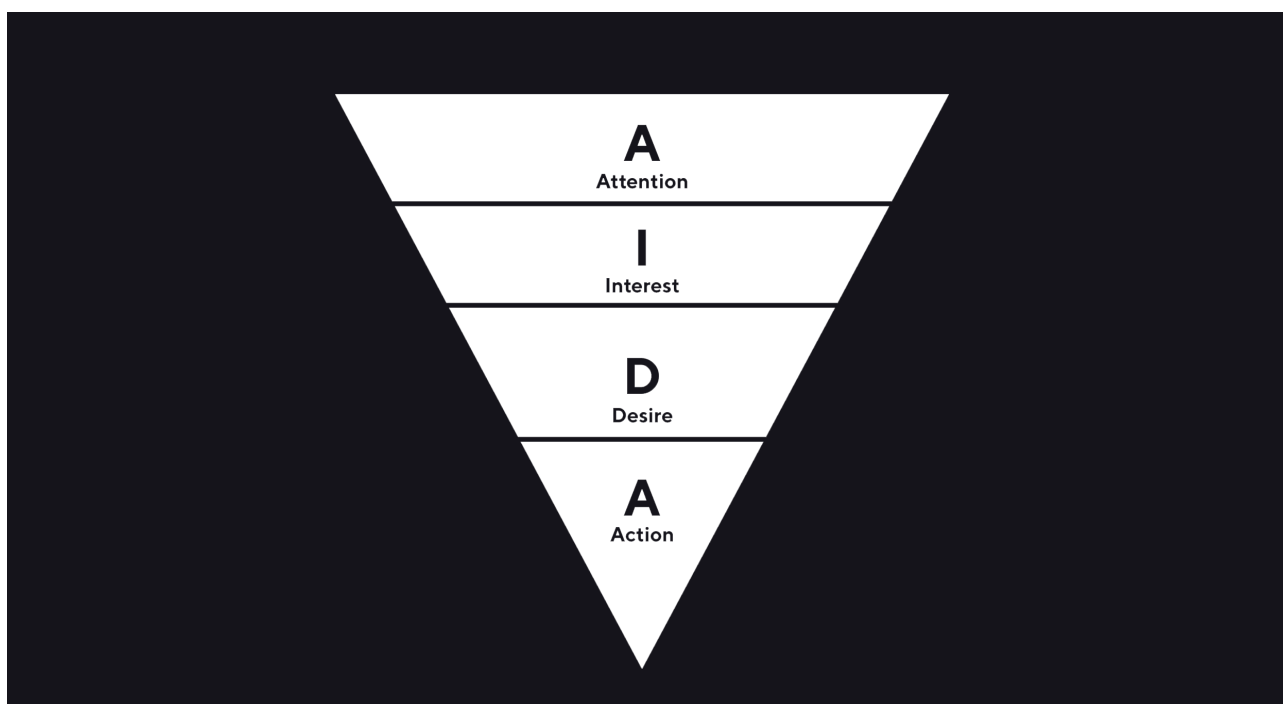 A
Attention
I
Interest
D
Desire
A
Action